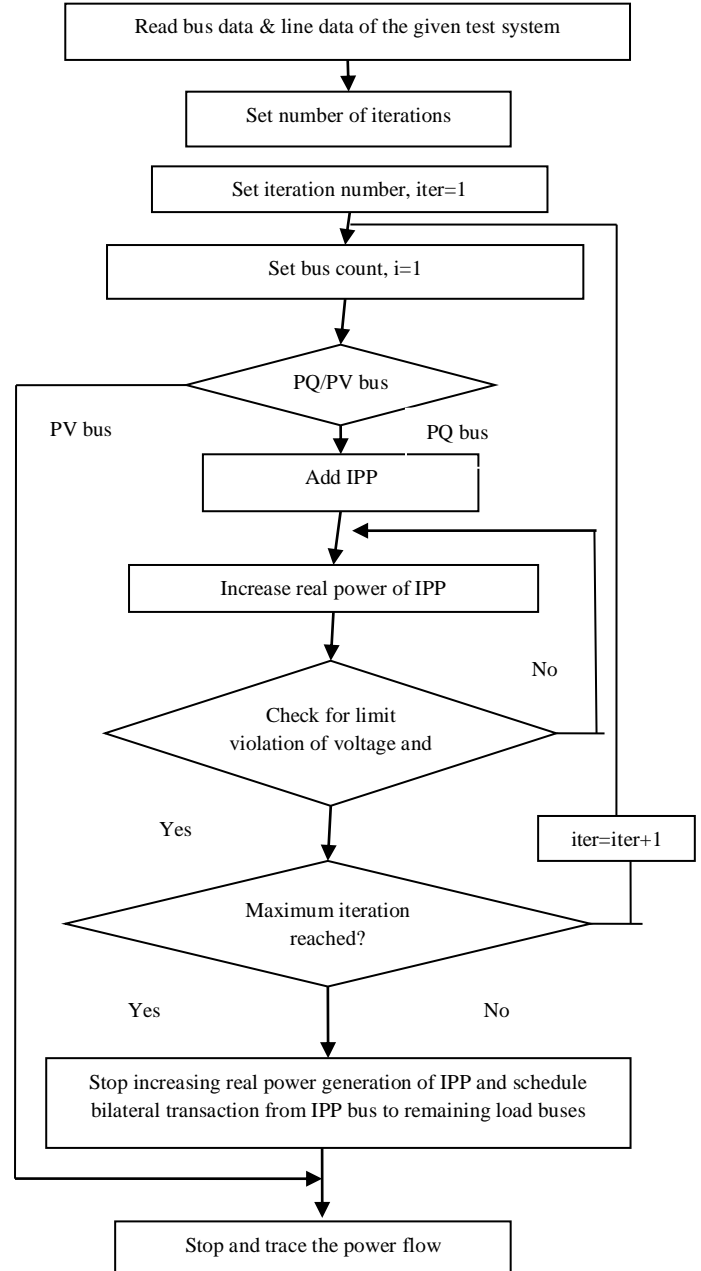 Read bus data & line data of the given test system
Set number of iterations
Set iteration number, iter=1
Set bus count, i=1
PQ/PV bus
PV bus
PQ bus
Add IPP
Increase real power of IPP
No
Check for limit
violation of voltage and
Yes
iter=iter+1
Maximum iteration
reached?
Yes
No
Stop increasing real power generation of IPP and schedule
bilateral transaction from IPP bus to remaining load buses
Stop and trace the power flow